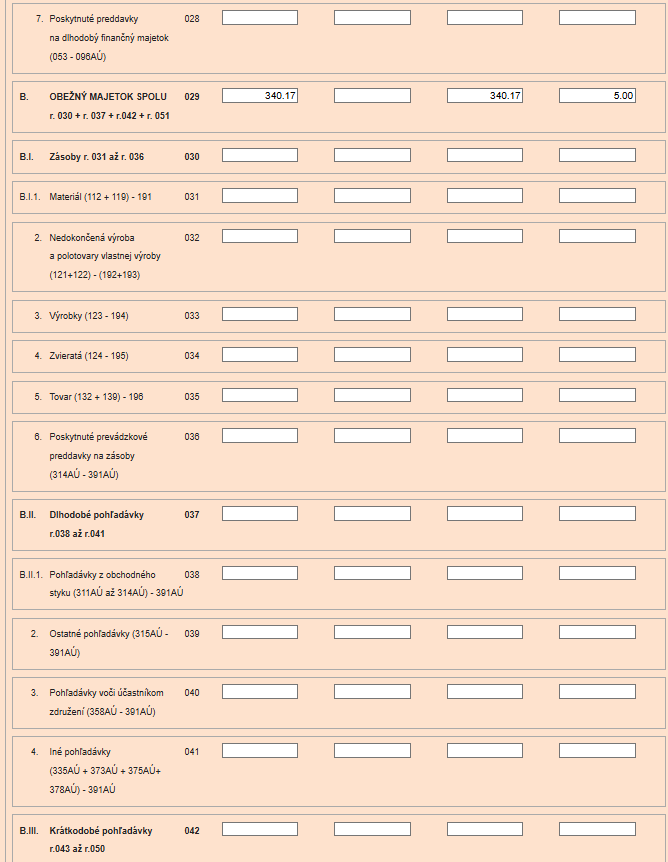 7. Poskytnuté preddavky 028
na dlhodobý finančný majetok
(053 - 096AÚ)
B. OBEŽNÝ MAJETOK SPOLU 029 340.17 340.17 5.00
r. 030 + r. 037 + r.042 + r. 051
B.I. Zásoby r. 031 až r. 036 030
B.I.1. Materiál (112 + 119) - 191 031
2. Nedokončená výroba 032
a polotovary vlastnej výroby
(121+122) - (192+193)
3. Výrobky (123 - 194) 033
4. Zvieratá (124 - 195) 034
5. Tovar (132 + 139) - 196 035
6. Poskytnuté prevádzkové 036
preddavky na zásoby
(314AÚ - 391AÚ)
B.II. Dlhodobé pohľadávky 037
r.038 až r.041
B.II.1. Pohľadávky z obchodného 038
styku (311AÚ až 314AÚ) - 391AÚ
2. Ostatné pohľadávky (315AÚ - 039
391AÚ)
3. Pohľadávky voči účastníkom 040
združení (358AÚ - 391AÚ)
4. Iné pohľadávky 041
(335AÚ + 373AÚ + 375AÚ+
378AÚ) - 391AÚ
B.III. Krátkodobé pohľadávky 042
r.043 až r.050